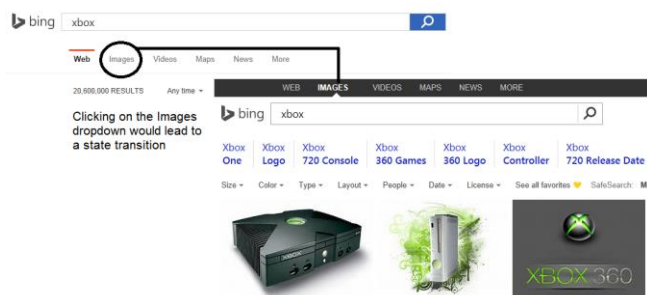 bing xbox
Web Images Videos Maps News More
20,600,000 RESULTS Any time
Clicking on the Images
dropdown would lead to
a state transition
WEB IMAGES VIDEOS MAPS NEWS MORE
bing xbox
Xbox One
Xbox Logo
Xbox 720 Console
Xbox 360 Games
Xbox 360 Logo
Xbox Controller
Xbox 720 Release Date
Size Color Type Layout People Date License See all favorites SafeSearch: M
XBOX
XBOX 360